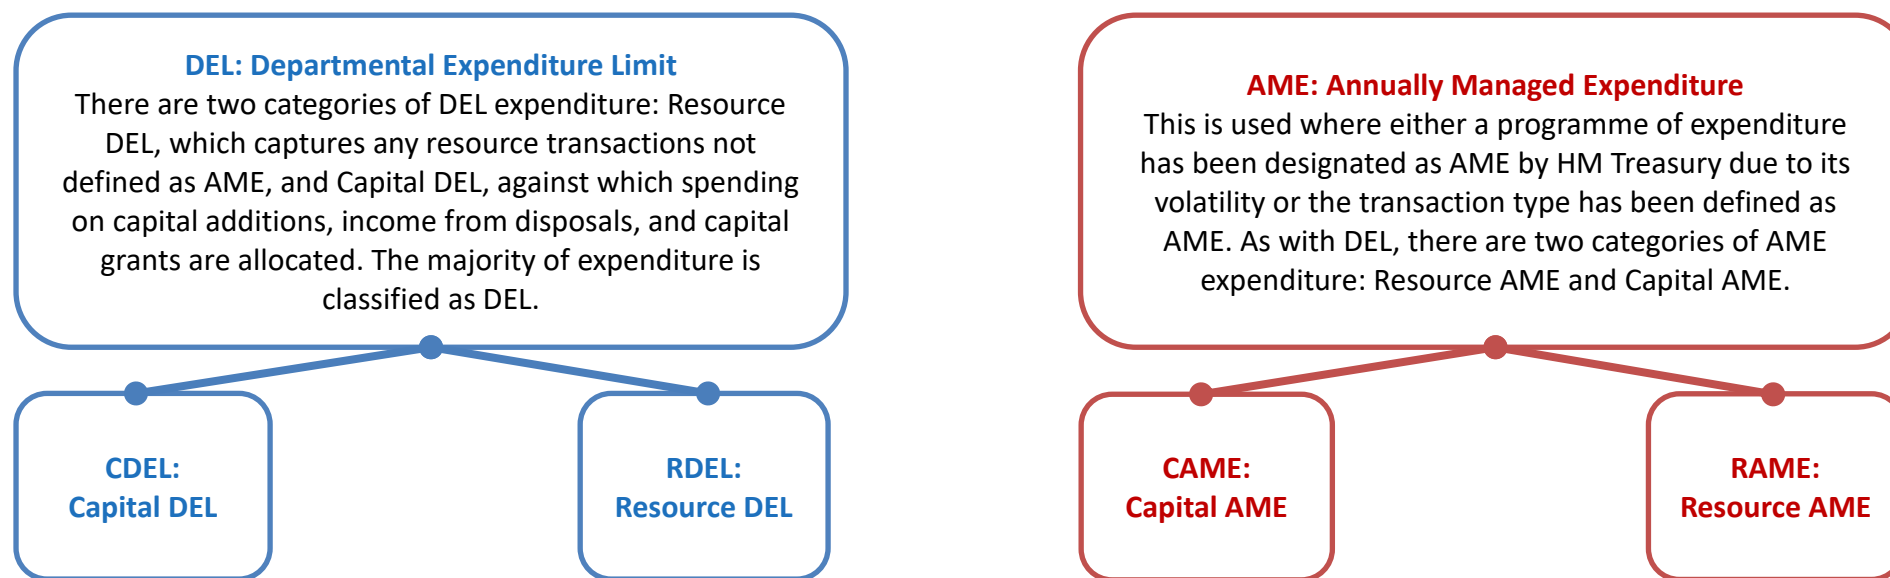 DEL: Departmental Expenditure Limit
There are two categories of DEL expenditure: Resource
DEL, which captures any resource transactions not
defined as AME, and Capital DEL, against which spending
on capital additions, income from disposals, and capital
grants are allocated. The majority of expenditure is
classified as DEL.
CDEL:
Capital DEL
RDEL:
Resource DEL
AME: Annually Managed Expenditure
This is used where either a programme of expenditure
has been designated as AME by HM Treasury due to its
volatility or the transaction type has been defined as
AME. As with DEL, there are two categories of AME
expenditure: Resource AME and Capital AME.
CAME:
Capital AME
RAME:
Resource AME